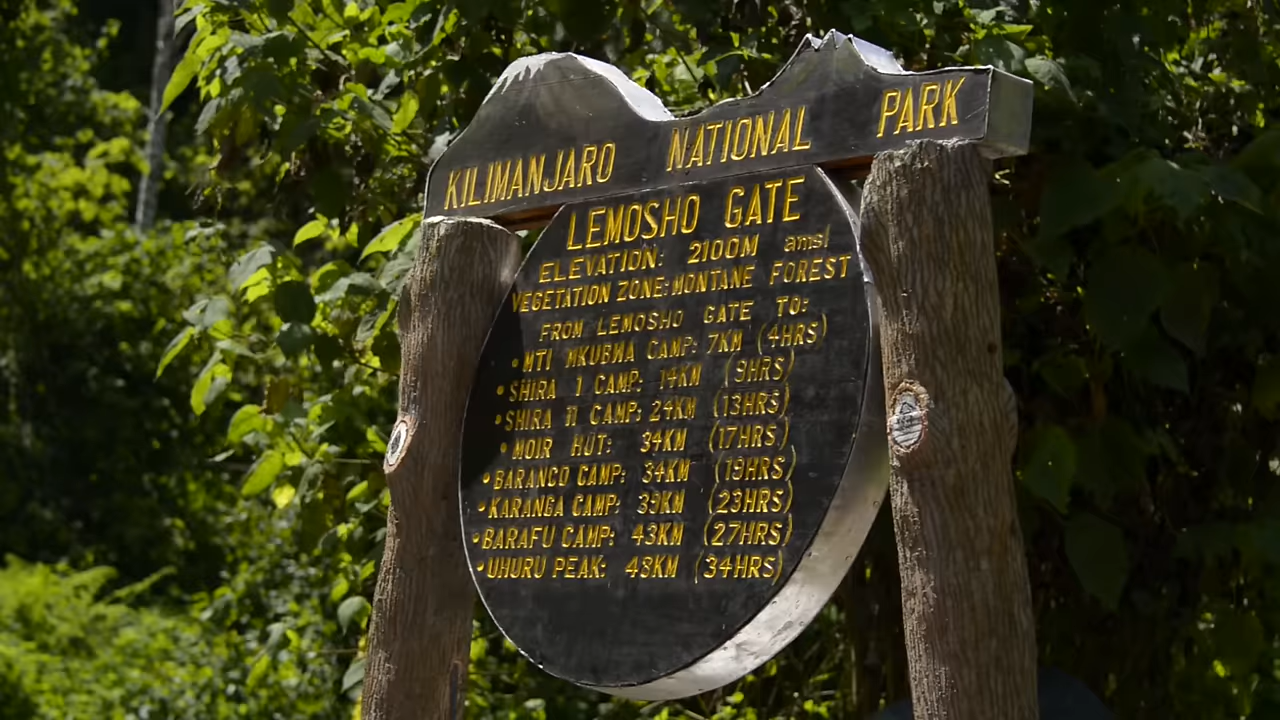 KILIMANJARO NATIONAL PARK
LEMOSHO GATE
ELEVATION: 2100M amsl
VEGETATION ZONE: MONTANE FOREST
FROM LEMOSHO GATE TO:
• MTI MKUBWA CAMP: 7KM (4HRS)
• SHIRA 1 CAMP: 14KM (9HRS)
• SHIRA II CAMP: 24KM (13HRS)
• MOIR HUT: 34KM (17HRS)
• BARANCO CAMP: 34KM (19HRS)
• KARANGA CAMP: 39KM (23HRS)
• BARAFU CAMP: 43KM (27HRS)
• UHURU PEAK: 48KM (34HRS)